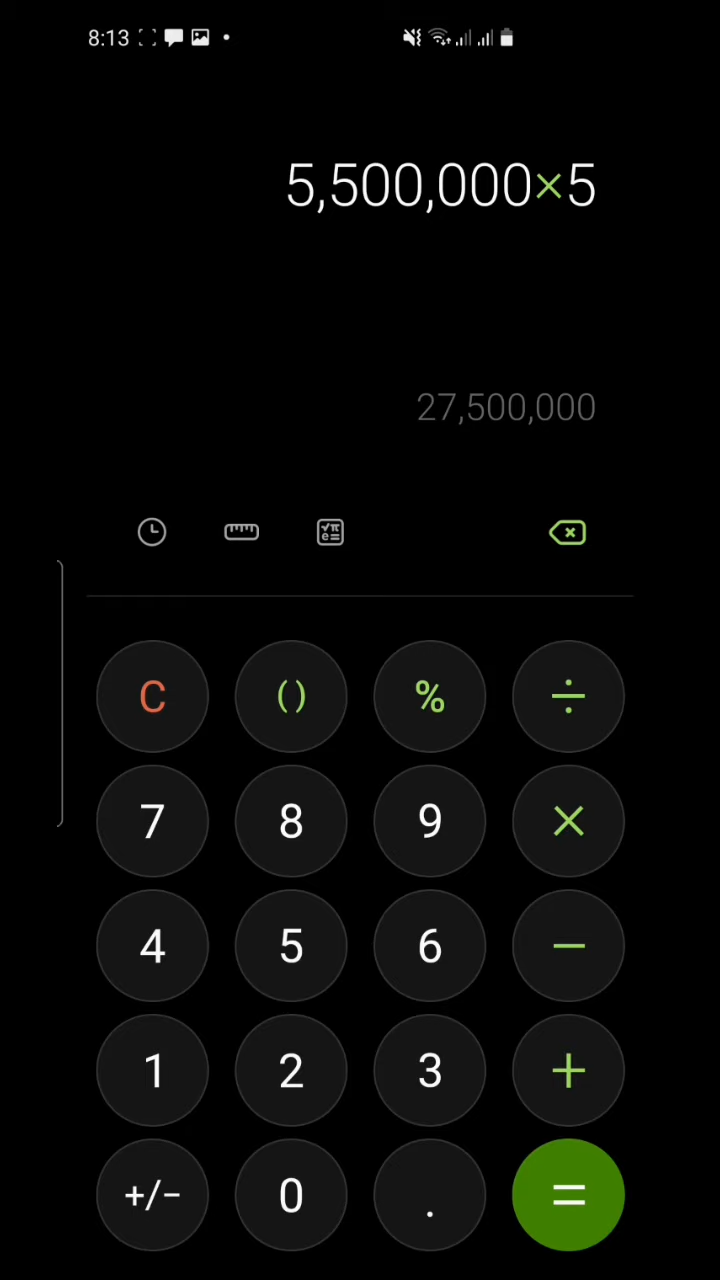 8:13
5,500,000×5
27,500,000
C () % ÷
7 8 9 ×
4 5 6 −
1 2 3 +
+/− 0 . =